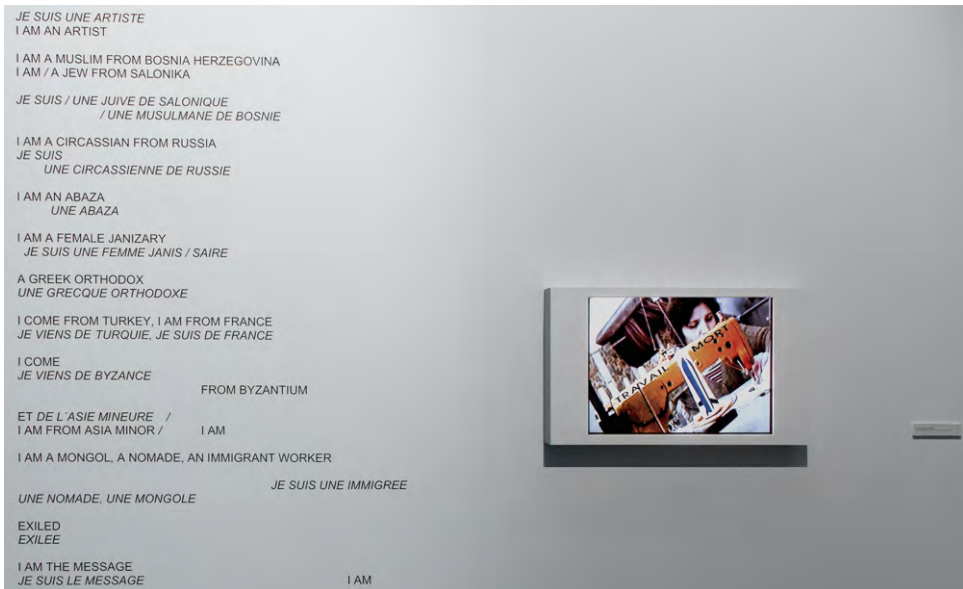 JE SUIS UNE ARTISTE
I AM AN ARTIST
I AM A MUSLIM FROM BOSNIA HERZEGOVINA
I AM / A JEW FROM SALONIKA
JE SUIS / UNE JUIVE DE SALONIQUE
/ UNE MUSULMANE DE BOSNIE
I AM A CIRCASSIAN FROM RUSSIA
JE SUIS
UNE CIRCASSIENNE DE RUSSIE
I AM AN ABAZA
UNE ABAZA
I AM A FEMALE JANIZARY
JE SUIS UNE FEMME JANIS / SAIRE
A GREEK ORTHODOX
UNE GRECQUE ORTHODOXE
I COME FROM TURKEY, I AM FROM FRANCE
JE VIENS DE TURQUIE, JE SUIS DE FRANCE
I COME
JE VIENS DE BYZANCE
FROM BYZANTIUM
ET DE L´ASIE MINEURE /
I AM FROM ASIA MINOR / I AM
I AM A MONGOL, A NOMADE, AN IMMIGRANT WORKER
JE SUIS UNE IMMIGREE
UNE NOMADE, UNE MONGOLE
EXILED
EXILEE
I AM THE MESSAGE
JE SUIS LE MESSAGE I AM
TRAVAIL MORT